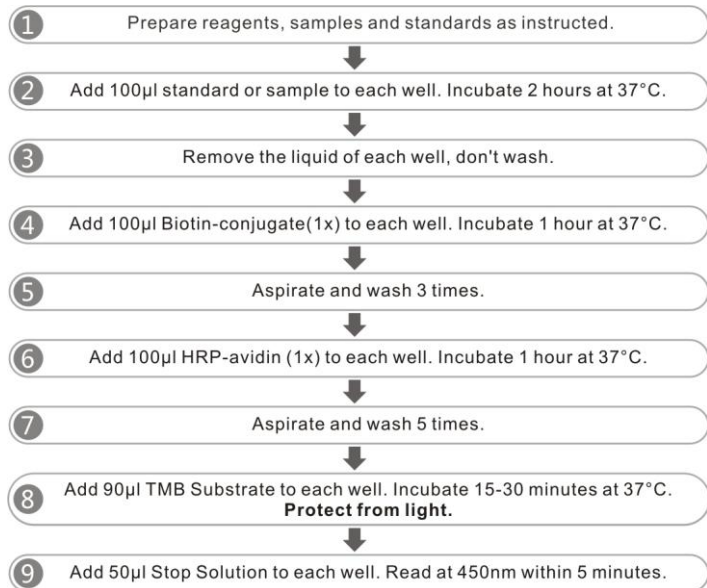 1 Prepare reagents, samples and standards as instructed.
2 Add 100μl standard or sample to each well. Incubate 2 hours at 37°C.
3 Remove the liquid of each well, don't wash.
4 Add 100μl Biotin-conjugate(1x) to each well. Incubate 1 hour at 37°C.
5 Aspirate and wash 3 times.
6 Add 100μl HRP-avidin (1x) to each well. Incubate 1 hour at 37°C.
7 Aspirate and wash 5 times.
8 Add 90μl TMB Substrate to each well. Incubate 15-30 minutes at 37°C.
Protect from light.
9 Add 50μl Stop Solution to each well. Read at 450nm within 5 minutes.